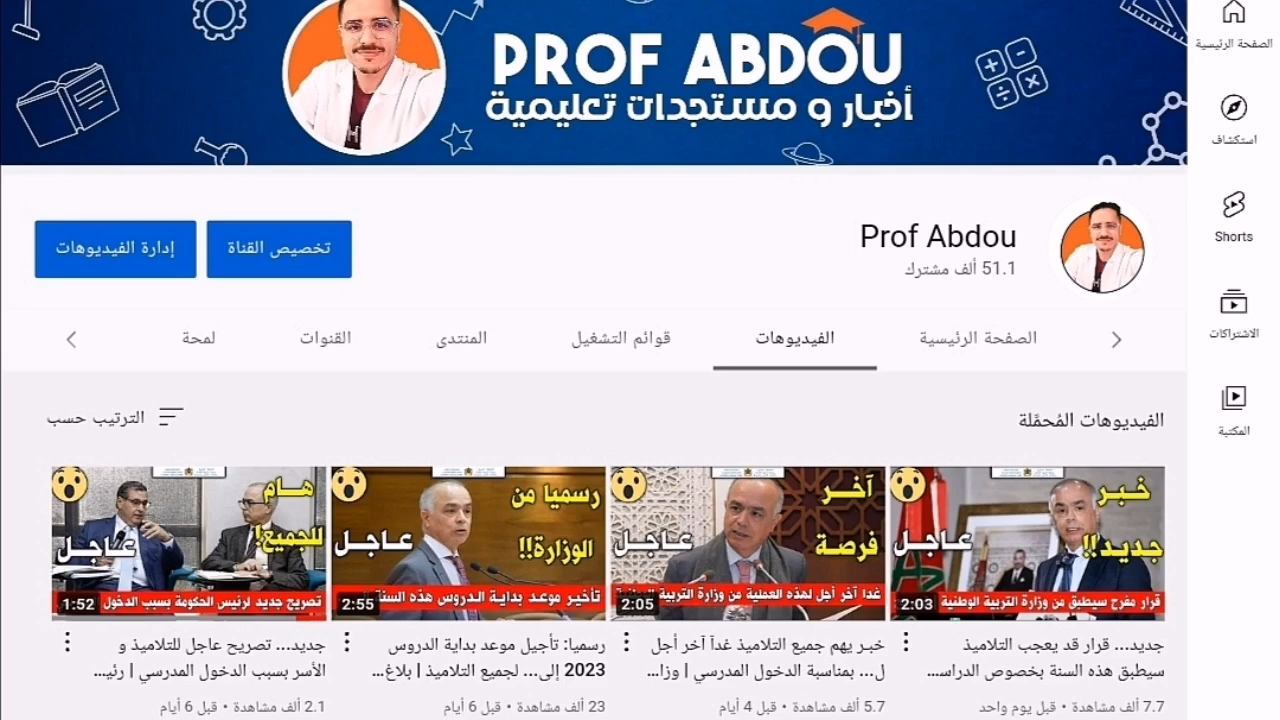 PROF ABDOU
أخبار و مستجدات تعليمية
الصفحة الرئيسية
استكشاف
Shorts
الاشتراكات
المكتبة
Prof Abdou
51.1 ألف مشترك
تخصيص القناة
إدارة الفيديوهات
الصفحة الرئيسية
الفيديوهات
قوائم التشغيل
المنتدى
القنوات
لمحة
الفيديوهات المُحمَّلة
الترتيب حسب
خبر
جديد!!
عاجل
قرار مفرح سيطبق من وزارة التربية الوطنية
2:03
جديد... قرار قد يعجب التلاميذ
سيطبق هذه السنة بخصوص الدراس...
7.7 ألف مشاهدة • قبل يوم واحد
آخر
فرصة
عاجل
غدا آخر أجل لهذه العملية من وزارة التربية
2:05
خبر يهم جميع التلاميذ غداً آخر أجل
ل... بمناسبة الدخول المدرسي | وزا...
5.7 ألف مشاهدة • قبل 4 أيام
رسميا من
الوزارة!!
عاجل
تأخير موعد بداية الدروس هذه السنة
2:55
رسميا: تأجيل موعد بداية الدروس
2023 إلى... لجميع التلاميذ | بلاغ...
23 ألف مشاهدة • قبل 6 أيام
هام
للجميع!
عاجل
تصريح جديد لرئيس الحكومة بسبب الدخول
1:52
جديد... تصريح عاجل للتلاميذ و
الأسر بسبب الدخول المدرسي | رئيـ...
2.1 ألف مشاهدة • قبل 6 أيام